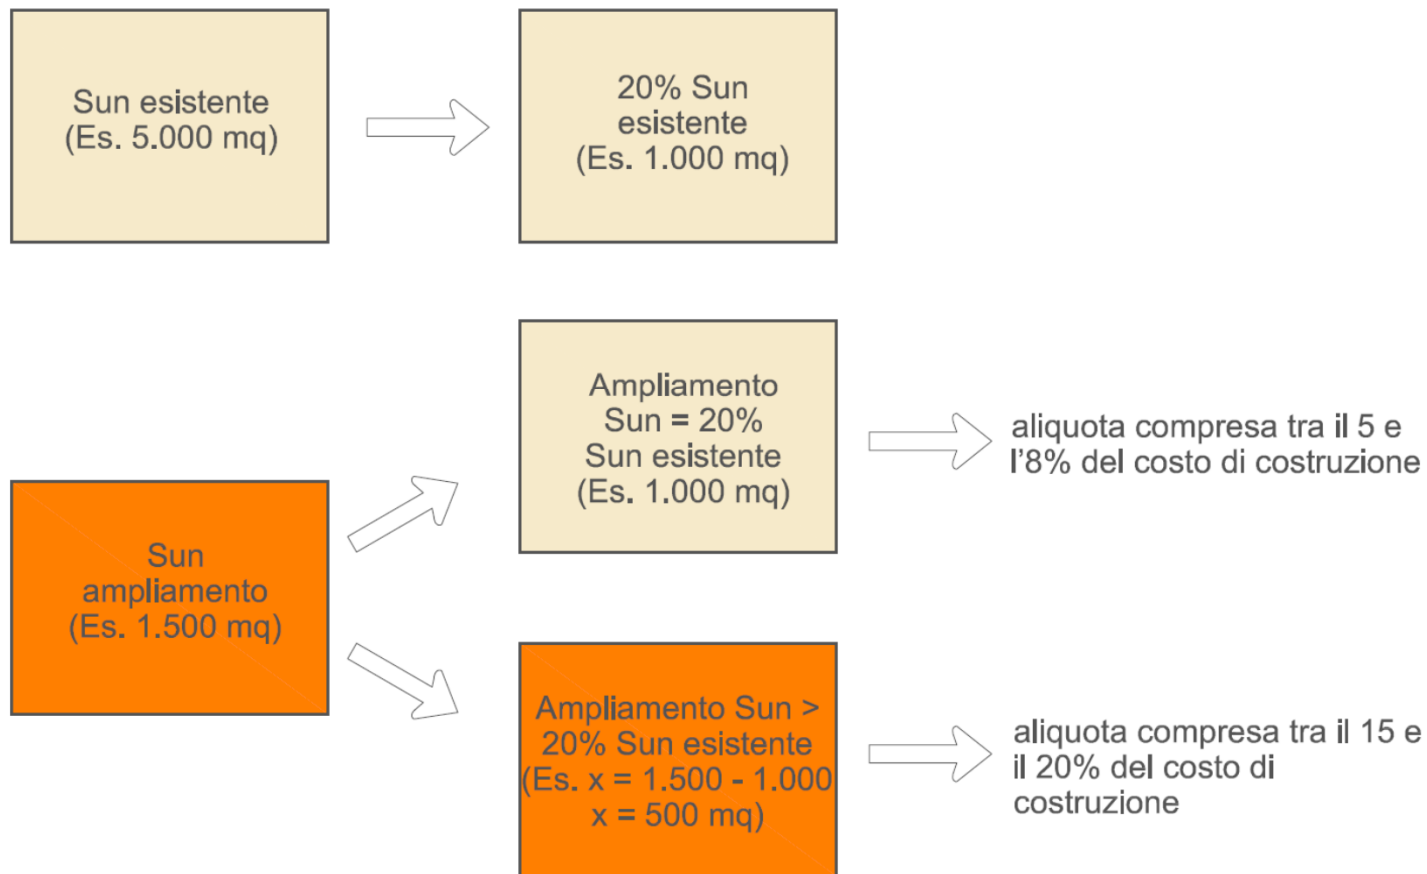 Sun esistente
(Es. 5.000 mq)
20% Sun
esistente
(Es. 1.000 mq)
Ampliamento
Sun = 20%
Sun esistente
(Es. 1.000 mq)
aliquota compresa tra il 5 e
l'8% del costo di costruzione
Sun
ampliamento
(Es. 1.500 mq)
Ampliamento Sun >
20% Sun esistente
(Es. x = 1.500 - 1.000
x = 500 mq)
aliquota compresa tra il 15 e
il 20% del costo di
costruzione